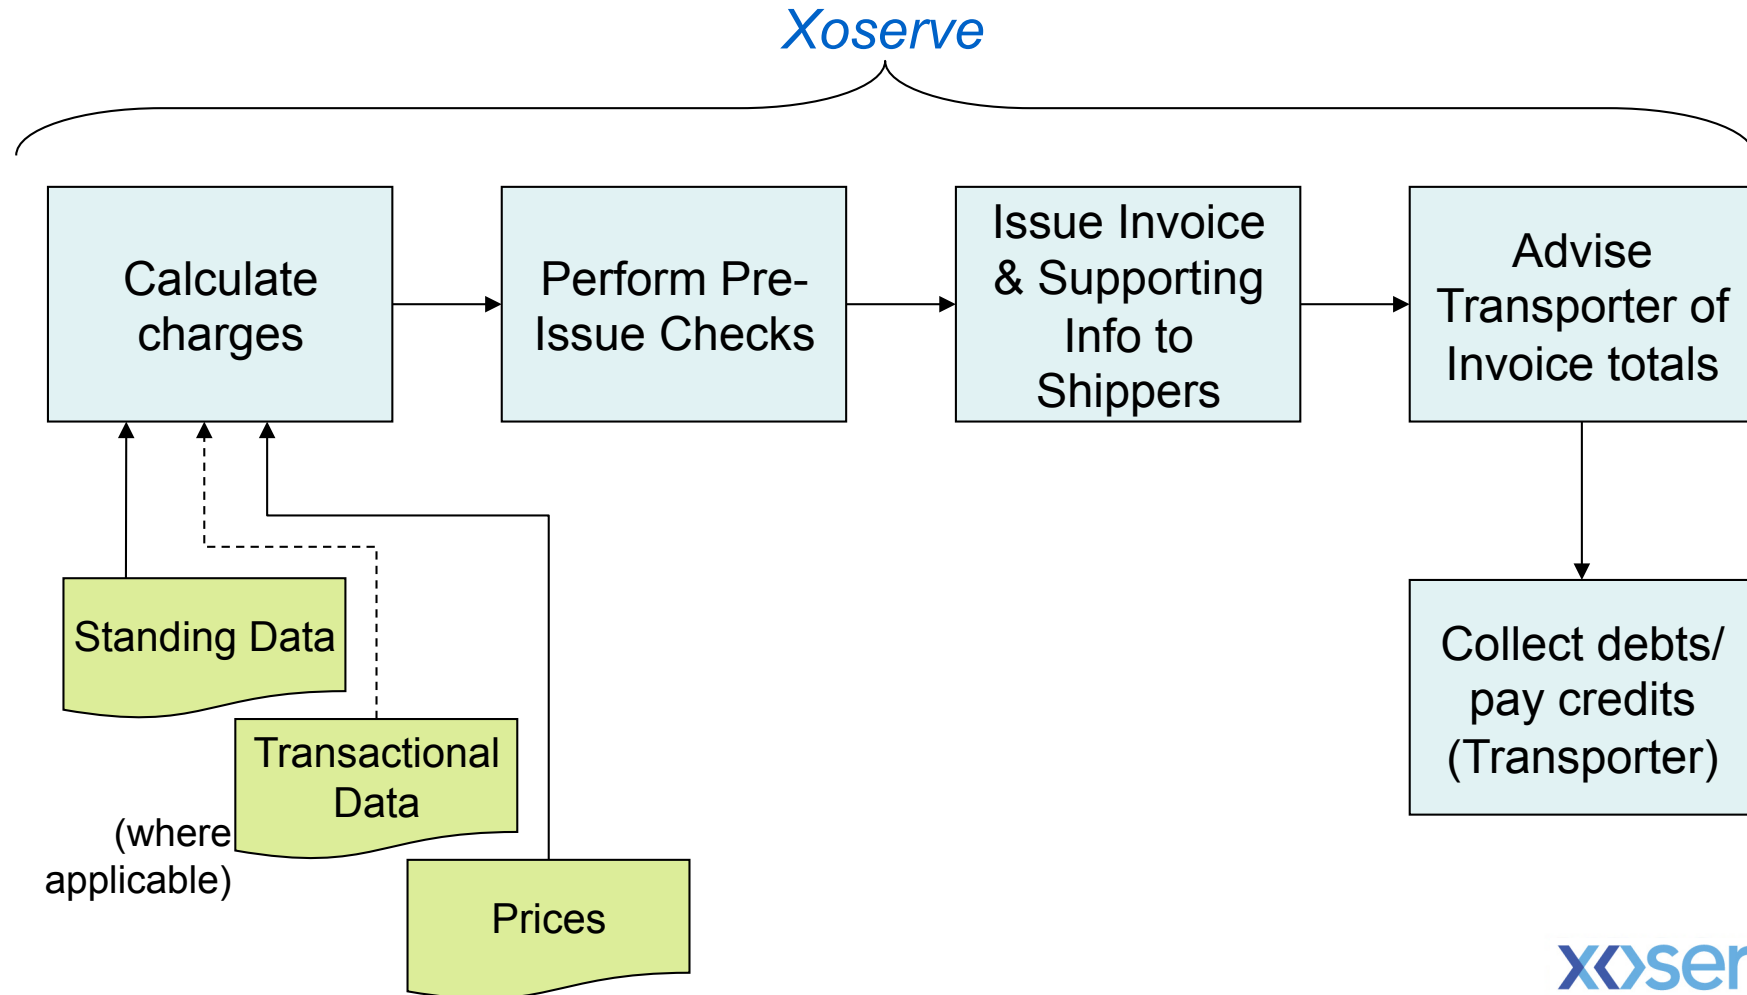 Xoserve
Calculate
charges
Perform Pre-
Issue Checks
Issue Invoice
& Supporting
Info to
Shippers
Advise
Transporter of
Invoice totals
Standing Data
Transactional
Data
(where
applicable)
Prices
Collect debts/
pay credits
(Transporter)
xoser